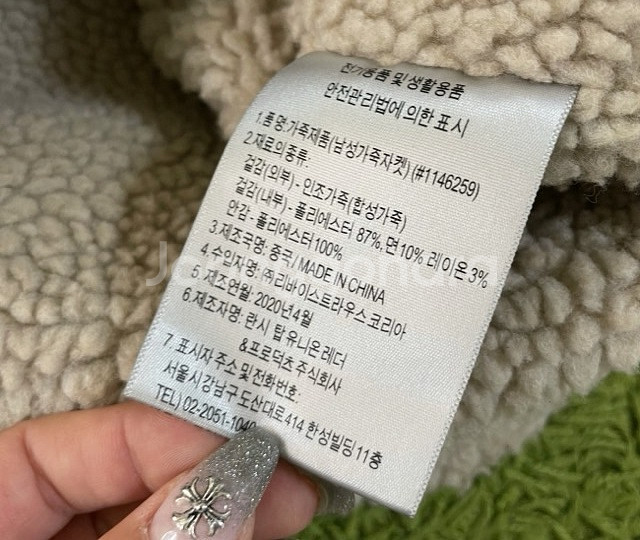 전기용품 및 생활용품
안전관리법에 의한 표시
1.품 명:가죽제품(남성가죽자켓) (#1146259)
2.재료의종류:
겉감(외부) - 인조가죽(합성가죽)
겉감(내부) - 폴리에스터 87%, 면10% 레이온 3%
안감- 폴리에스터100%
3.제조국명: 중국/ MADE IN CHINA
4.수입자명: ㈜리바이스트라우스코리아
5. 제조연월: 2020년4월
6.제조자명: 란시 탑 유니온 레더
&프로덕츠 주식회사
7. 표시자 주소 및 전화번호:
서울시 강남구 도산대로 414 한성빌딩 11층
TEL) 02-2051-1040